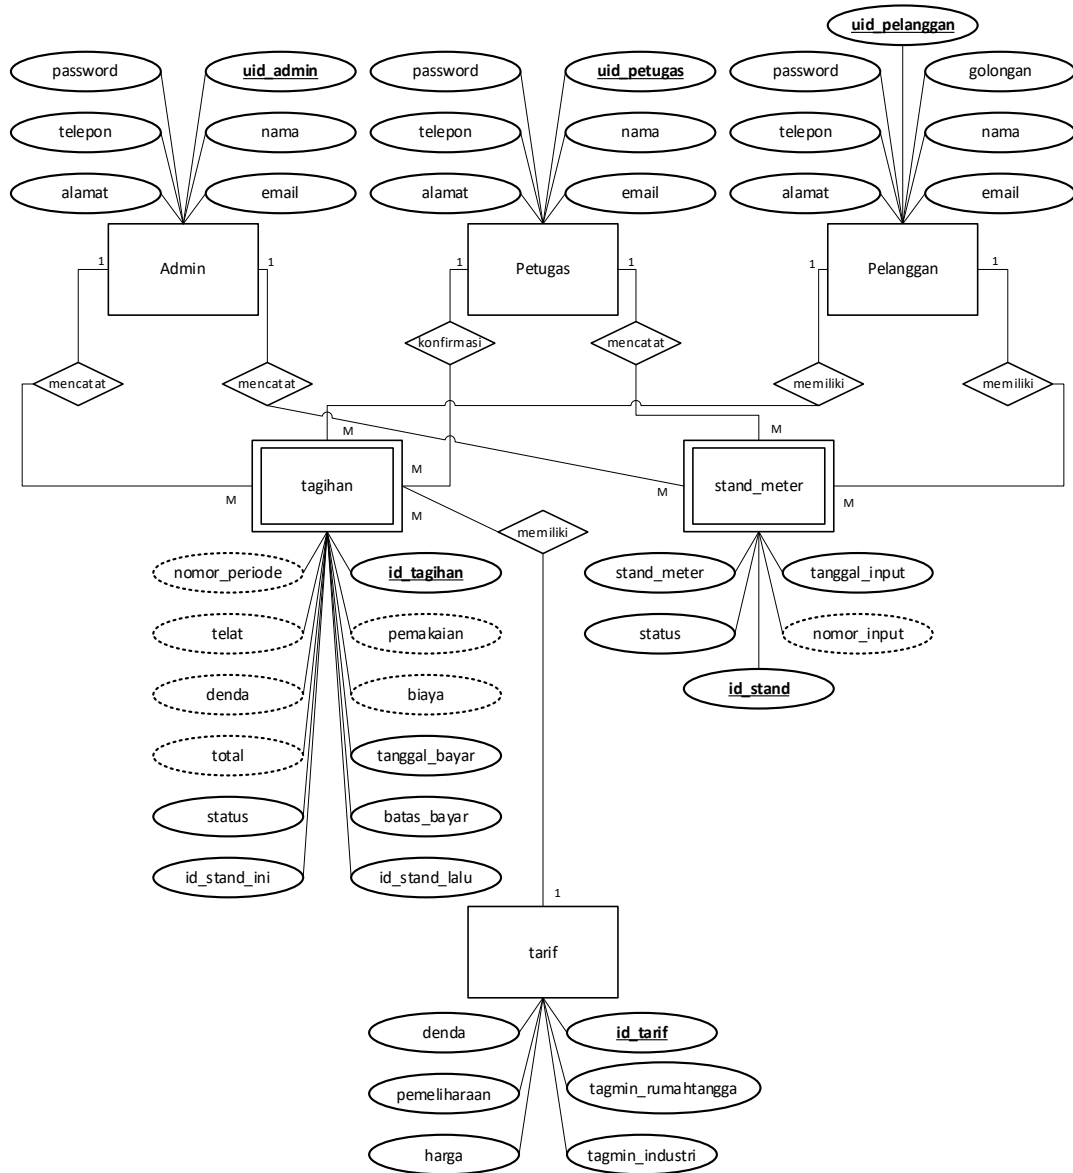 uid_pelanggan
password
uid_admin
password
uid_petugas
password
golongan
telepon
nama
telepon
nama
telepon
nama
alamat
email
alamat
email
alamat
email
Admin
Petugas
Pelanggan
1
1
1
1
1
1
konfirmasi
mencatat
mencatat
mencatat
memiliki
memiliki
M
M
M
M
M
M
M
tagihan
stand_meter
memiliki
nomor_periode
id_tagihan
stand_meter
tanggal_input
telat
pemakaian
status
nomor_input
denda
biaya
id_stand
total
tanggal_bayar
status
batas_bayar
id_stand_ini
id_stand_lalu
1
tarif
denda
id_tarif
pemeliharaan
tagmin_rumahtangga
harga
tagmin_industri